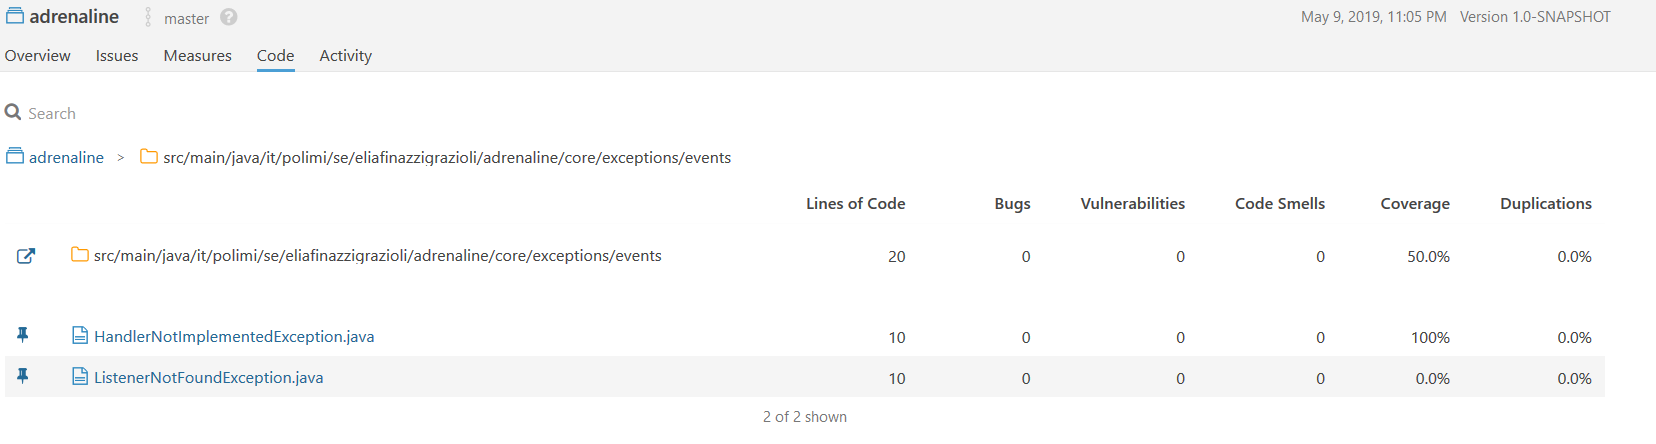 adrenaline master ? May 9, 2019, 11:05 PM Version 1.0-SNAPSHOT
Overview Issues Measures Code Activity
Search
adrenaline > src/main/java/it/polimi/se/eliafinazzigrazioli/adrenaline/core/exceptions/events
Lines of Code Bugs Vulnerabilities Code Smells Coverage Duplications
src/main/java/it/polimi/se/eliafinazzigrazioli/adrenaline/core/exceptions/events 20 0 0 0 50.0% 0.0%
HandlerNotImplementedException.java 10 0 0 0 100% 0.0%
ListenerNotFoundException.java 10 0 0 0 0.0% 0.0%
2 of 2 shown